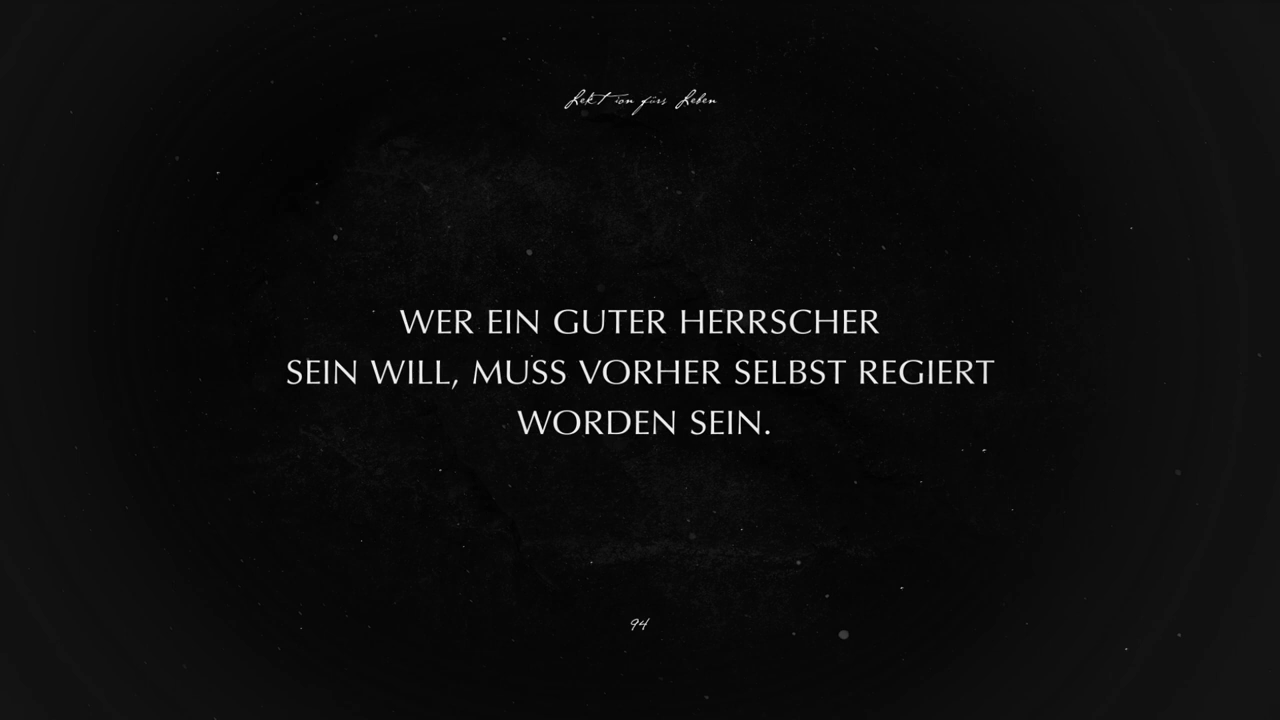 Lektion fürs Leben
WER EIN GUTER HERRSCHER
SEIN WILL, MUSS VORHER SELBST REGIERT
WORDEN SEIN.
94